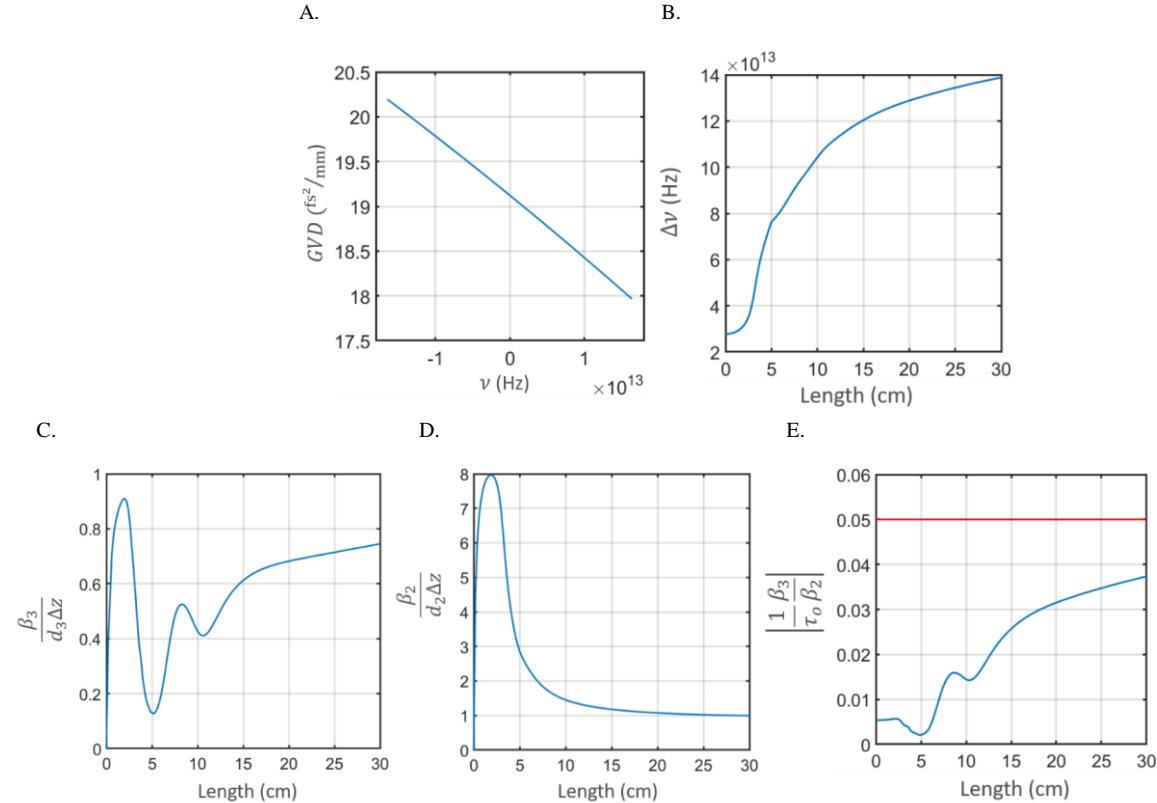 A.
B.
20.5
20
19.5
19
18.5
18
17.5
GVD (fs²/mm)
-1 0 1
ν (Hz) ×10¹³
×10¹³
14
12
10
8
6
4
2
Δν (Hz)
0 5 10 15 20 25 30
Length (cm)
C.
D.
E.
1
0.8
0.6
0.4
0.2
0
β₃/d₃Δz
0 5 10 15 20 25 30
Length (cm)
8
7
6
5
4
3
2
1
0
β₂/d₂Δz
0 5 10 15 20 25 30
Length (cm)
0.06
0.05
0.04
0.03
0.02
0.01
0
|1/τₒ β₃/β₂|
0 5 10 15 20 25 30
Length (cm)